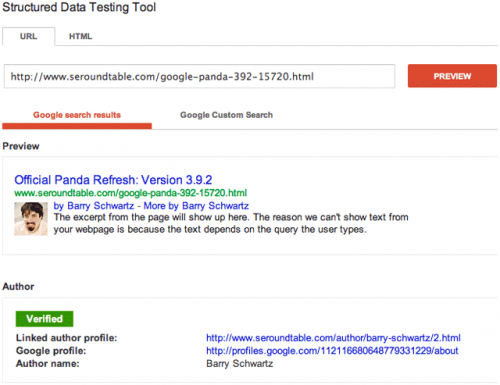 Structured Data Testing Tool
URL HTML
http://www.seroundtable.com/google-panda-392-15720.html PREVIEW
Google search results Google Custom Search
Preview
Official Panda Refresh: Version 3.9.2
www.seroundtable.com/google-panda-392-15720.html
by Barry Schwartz - More by Barry Schwartz
The excerpt from the page will show up here. The reason we can't show text from
your webpage is because the text depends on the query the user types.
Author
Verified
Linked author profile: http://www.seroundtable.com/author/barry-schwartz/2.html
Google profile: http://profiles.google.com/112116680648779331229/about
Author name: Barry Schwartz